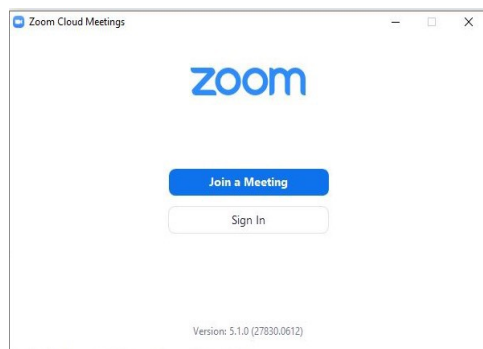 Zoom Cloud Meetings
zoom
Join a Meeting
Sign In
Version: 5.1.0 (27830.0612)